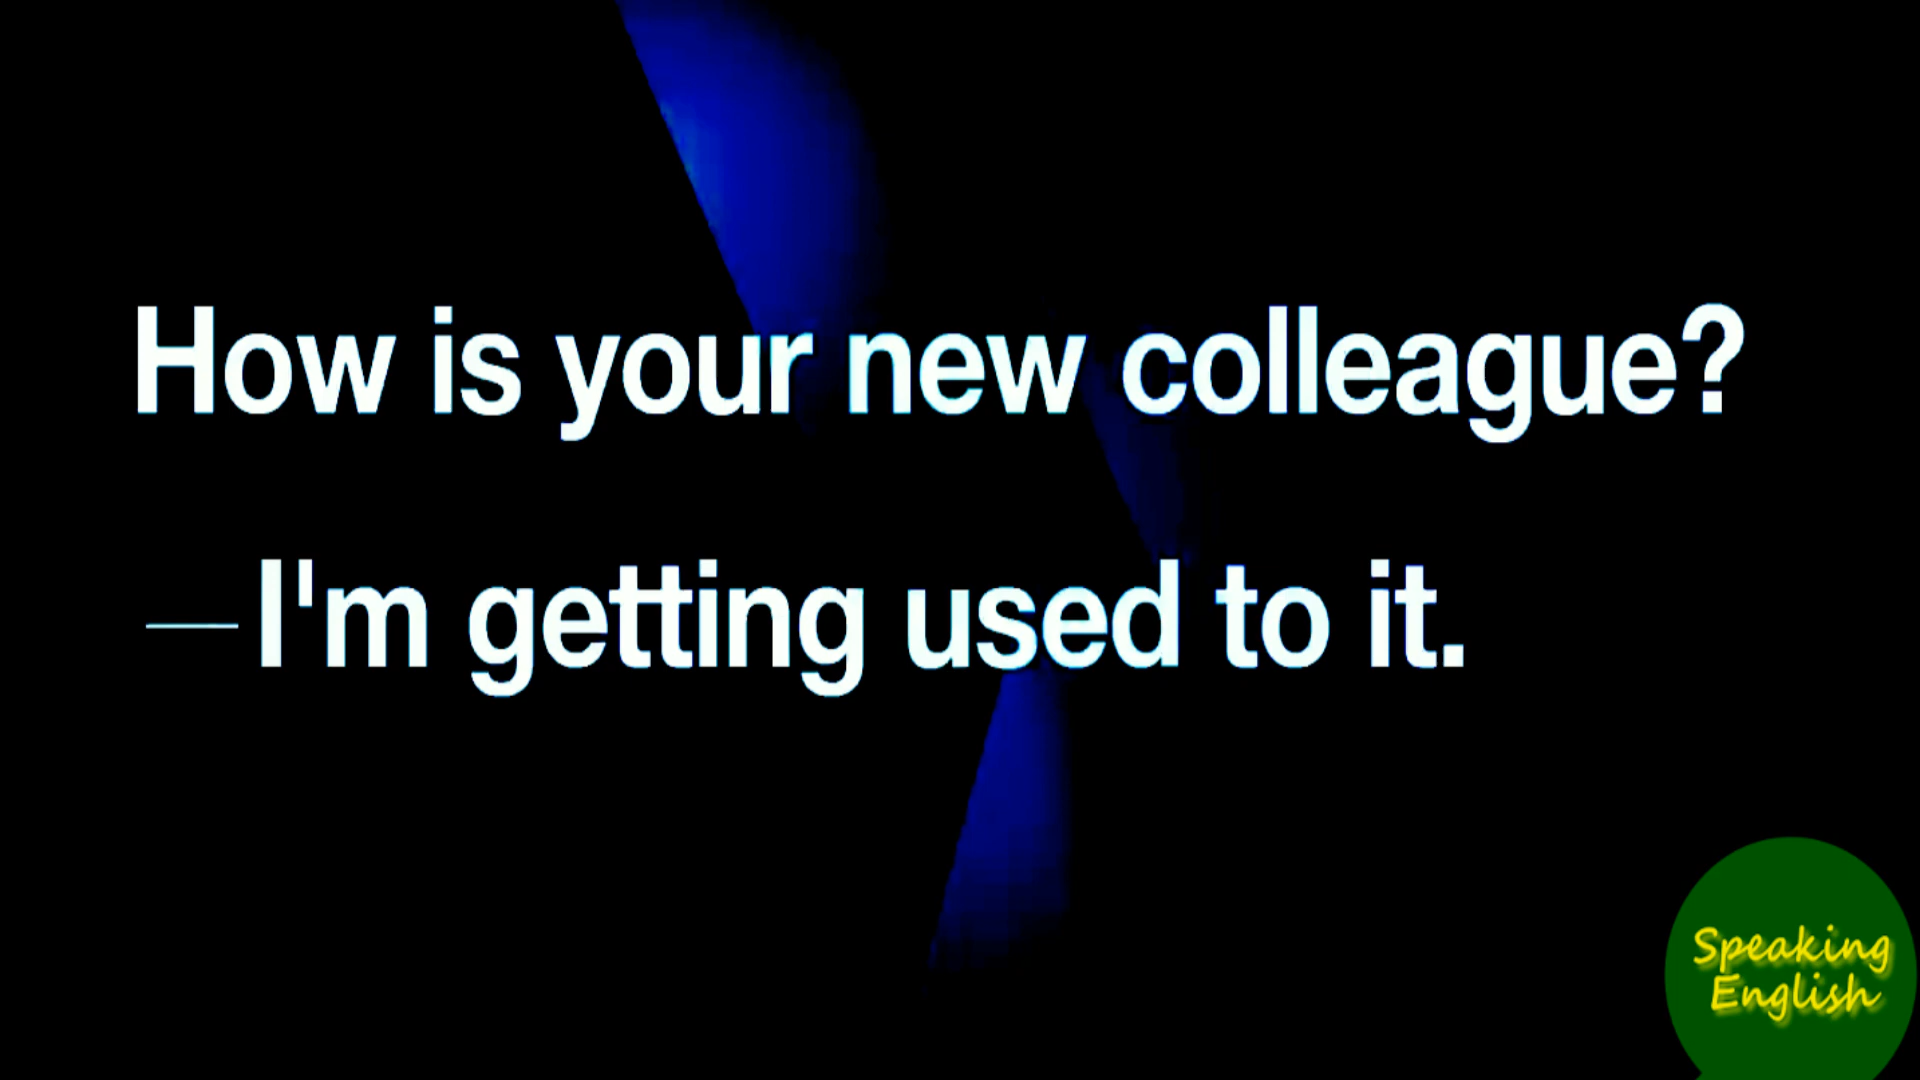 How is your new colleague?
—I'm getting used to it.
Speaking
English